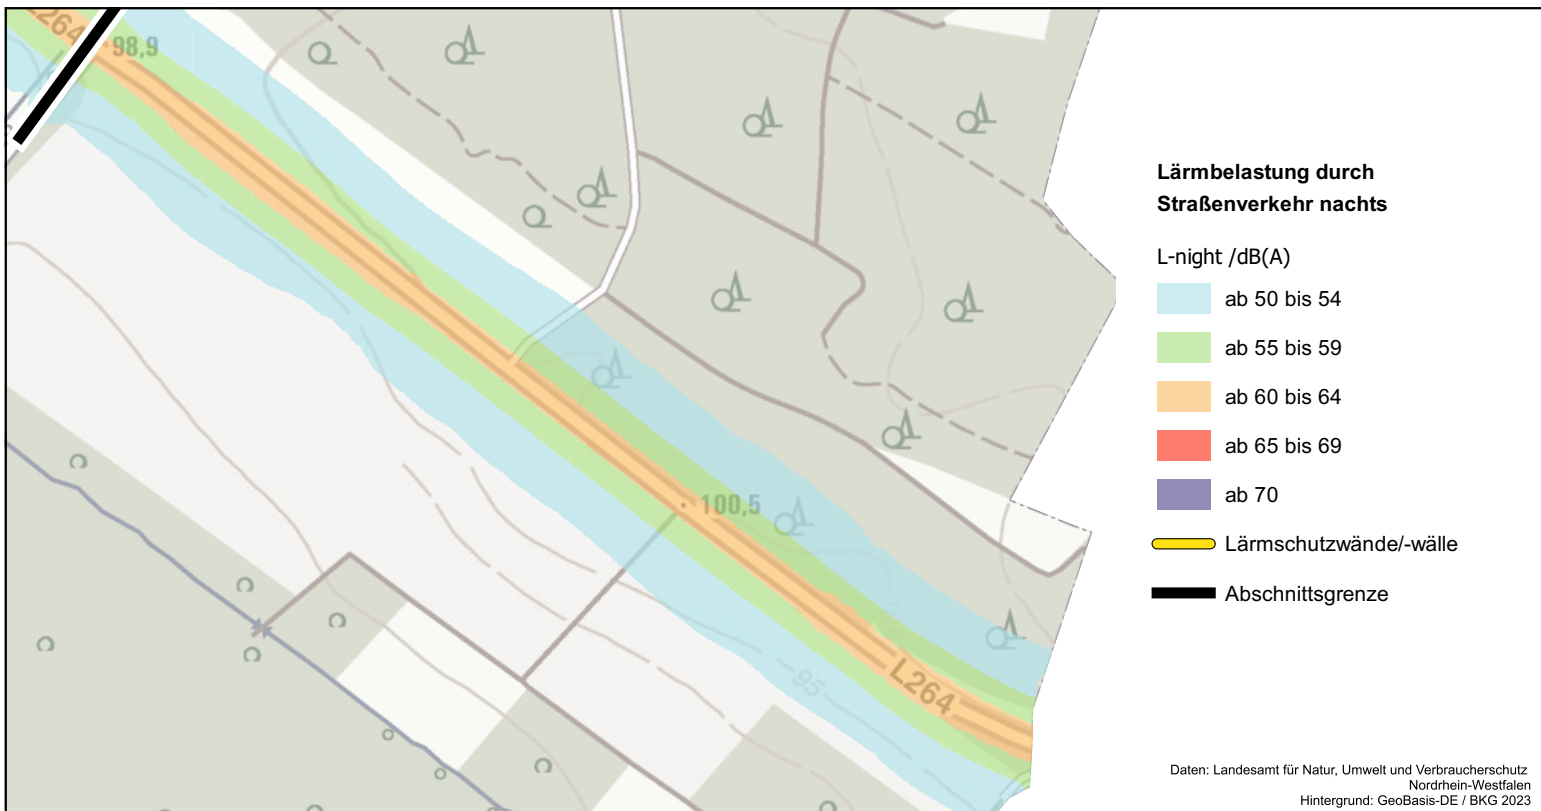 L264
98,9
100,5
95
L264
Lärmbelastung durch
Straßenverkehr nachts
L-night /dB(A)
ab 50 bis 54
ab 55 bis 59
ab 60 bis 64
ab 65 bis 69
ab 70
Lärmschutzwände/-wälle
Abschnittsgrenze
Daten: Landesamt für Natur, Umwelt und Verbraucherschutz
Nordrhein-Westfalen
Hintergrund: GeoBasis-DE / BKG 2023